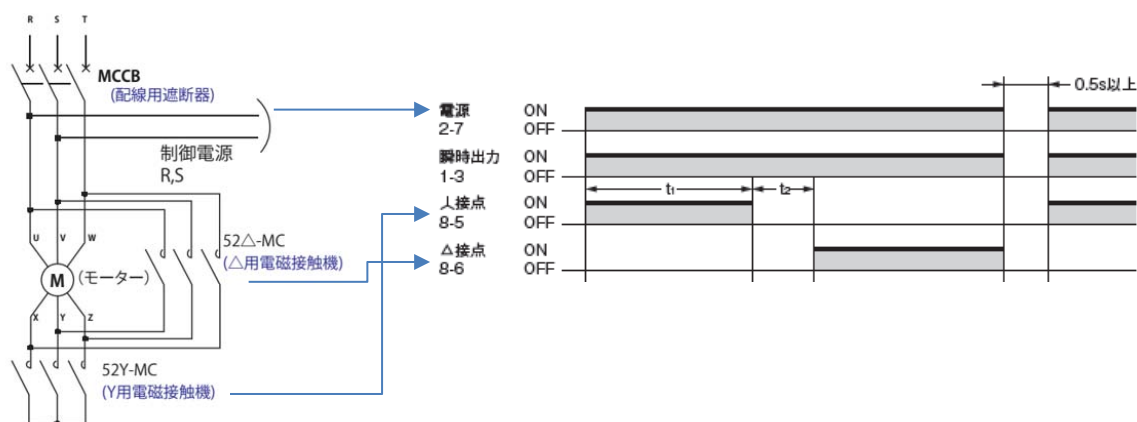 R S T
MCCB
(配線用遮断器)
制御電源
R,S
U V W
52△-MC
(△用電磁接触機)
M (モーター)
X Y Z
52Y-MC
(Y用電磁接触機)
0.5s以上
電源 ON
2-7 OFF
瞬時出力 ON
1-3 OFF
t₁ t₂
人接点 ON
8-5 OFF
△接点 ON
8-6 OFF